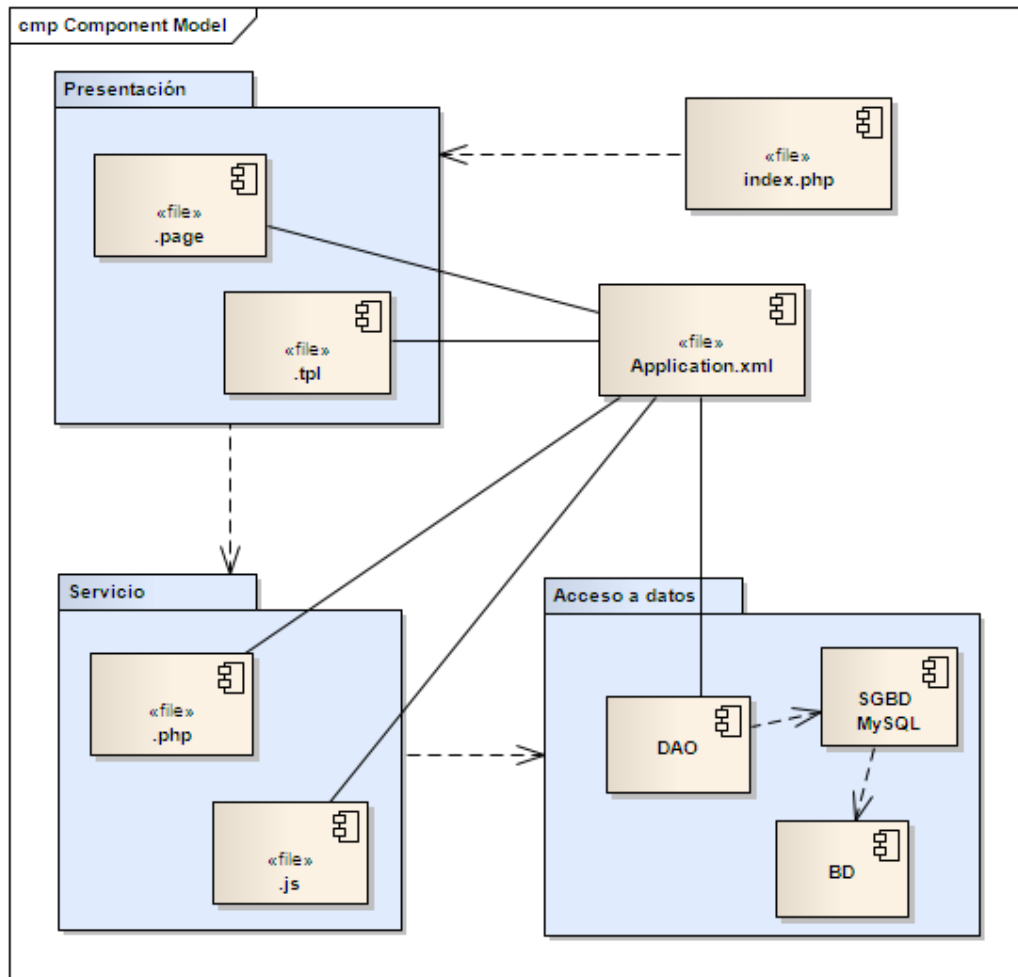 cmp Component Model
Presentación
«file»
index.php
«file»
.page
«file»
.tpl
«file»
Application.xml
Servicio
Acceso a datos
«file»
.php
SGBD
MySQL
DAO
«file»
.js
BD